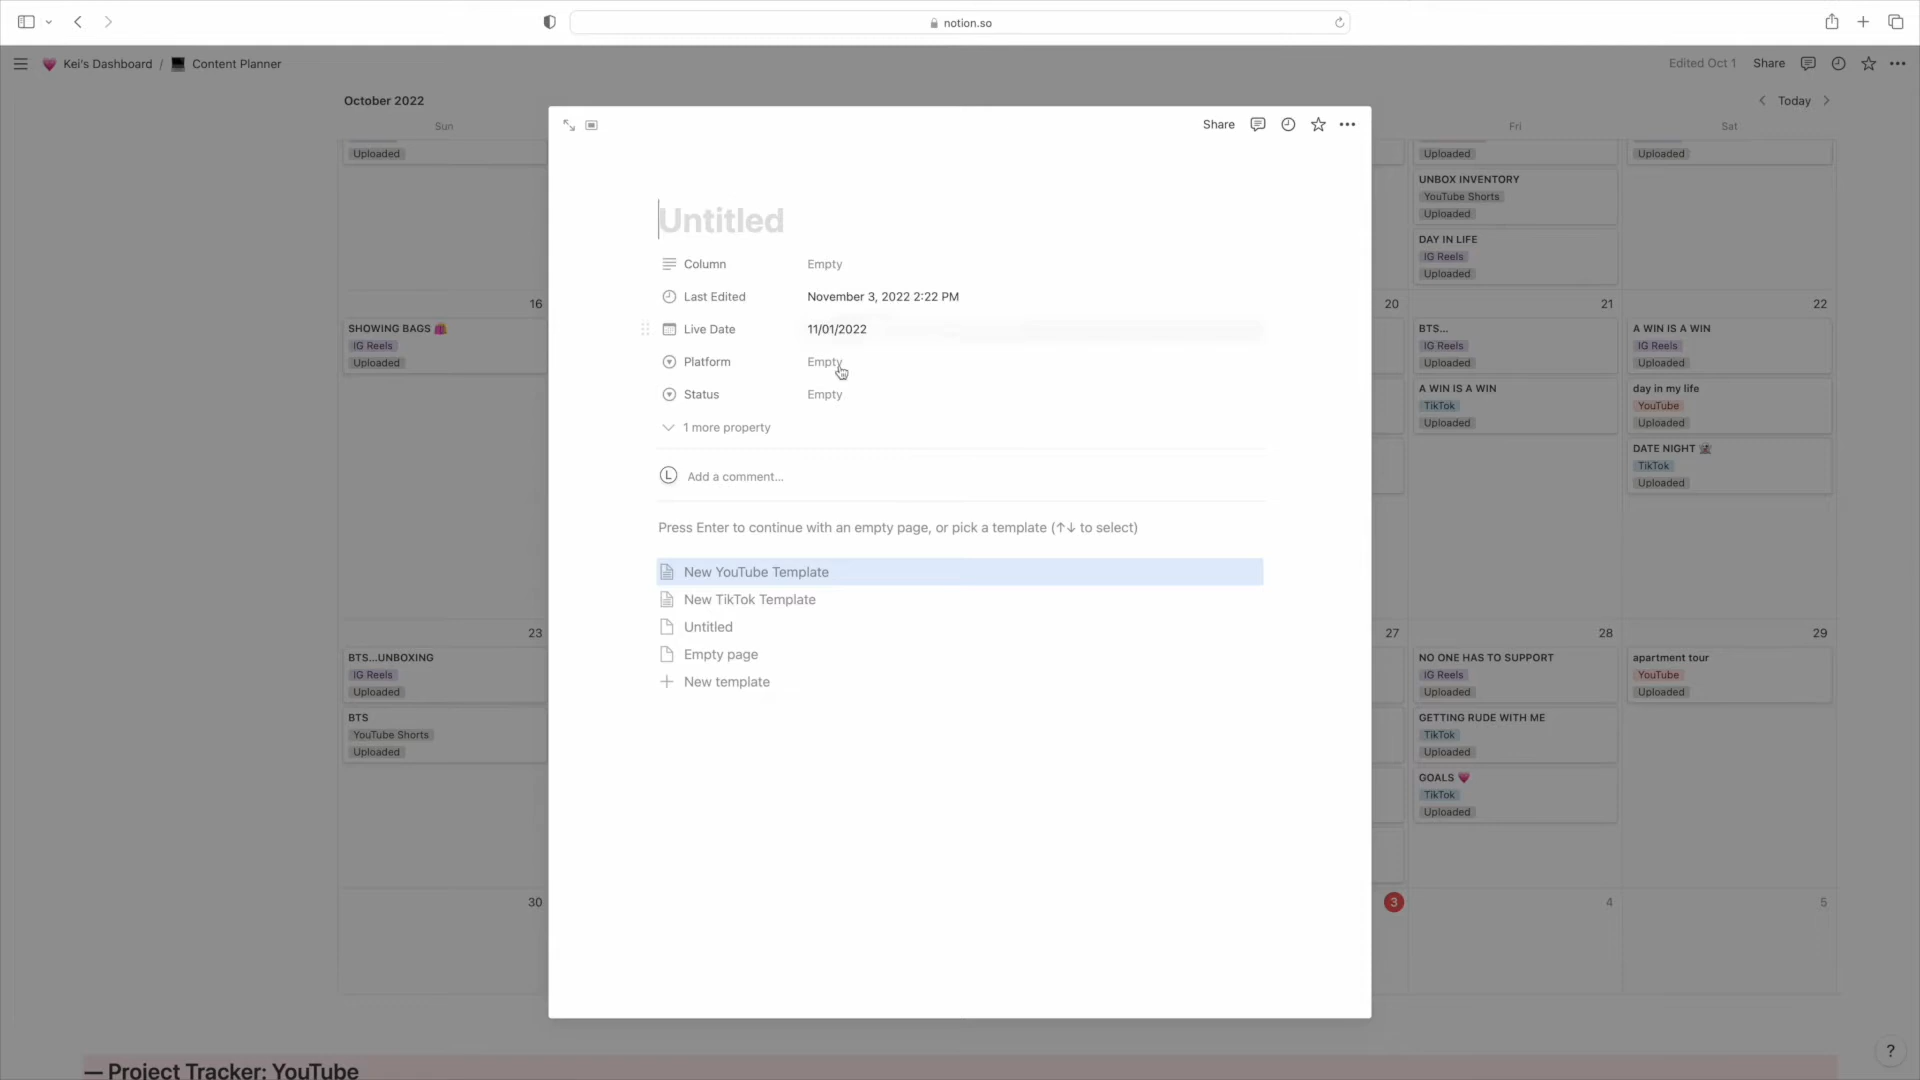 notion.so
Kei's Dashboard / Content Planner
Edited Oct 1 Share
October 2022
Today
Sun
Fri
Sat
Uploaded
Uploaded
UNBOX INVENTORY
YouTube Shorts
Uploaded
DAY IN LIFE
IG Reels
Uploaded
Uploaded
16
SHOWING BAGS
IG Reels
Uploaded
20
21
BTS...
IG Reels
Uploaded
A WIN IS A WIN
TikTok
Uploaded
22
A WIN IS A WIN
IG Reels
Uploaded
day in my life
YouTube
Uploaded
DATE NIGHT
TikTok
Uploaded
23
BTS...UNBOXING
IG Reels
Uploaded
BTS
YouTube Shorts
Uploaded
27
28
NO ONE HAS TO SUPPORT
IG Reels
Uploaded
GETTING RUDE WITH ME
TikTok
Uploaded
GOALS
TikTok
Uploaded
29
apartment tour
YouTube
Uploaded
30
3
4
5
Share
Untitled
Column Empty
Last Edited November 3, 2022 2:22 PM
Live Date 11/01/2022
Platform Empty
Status Empty
1 more property
L Add a comment...
Press Enter to continue with an empty page, or pick a template (↑↓ to select)
New YouTube Template
New TikTok Template
Untitled
Empty page
+ New template
— Project Tracker: YouTube
?